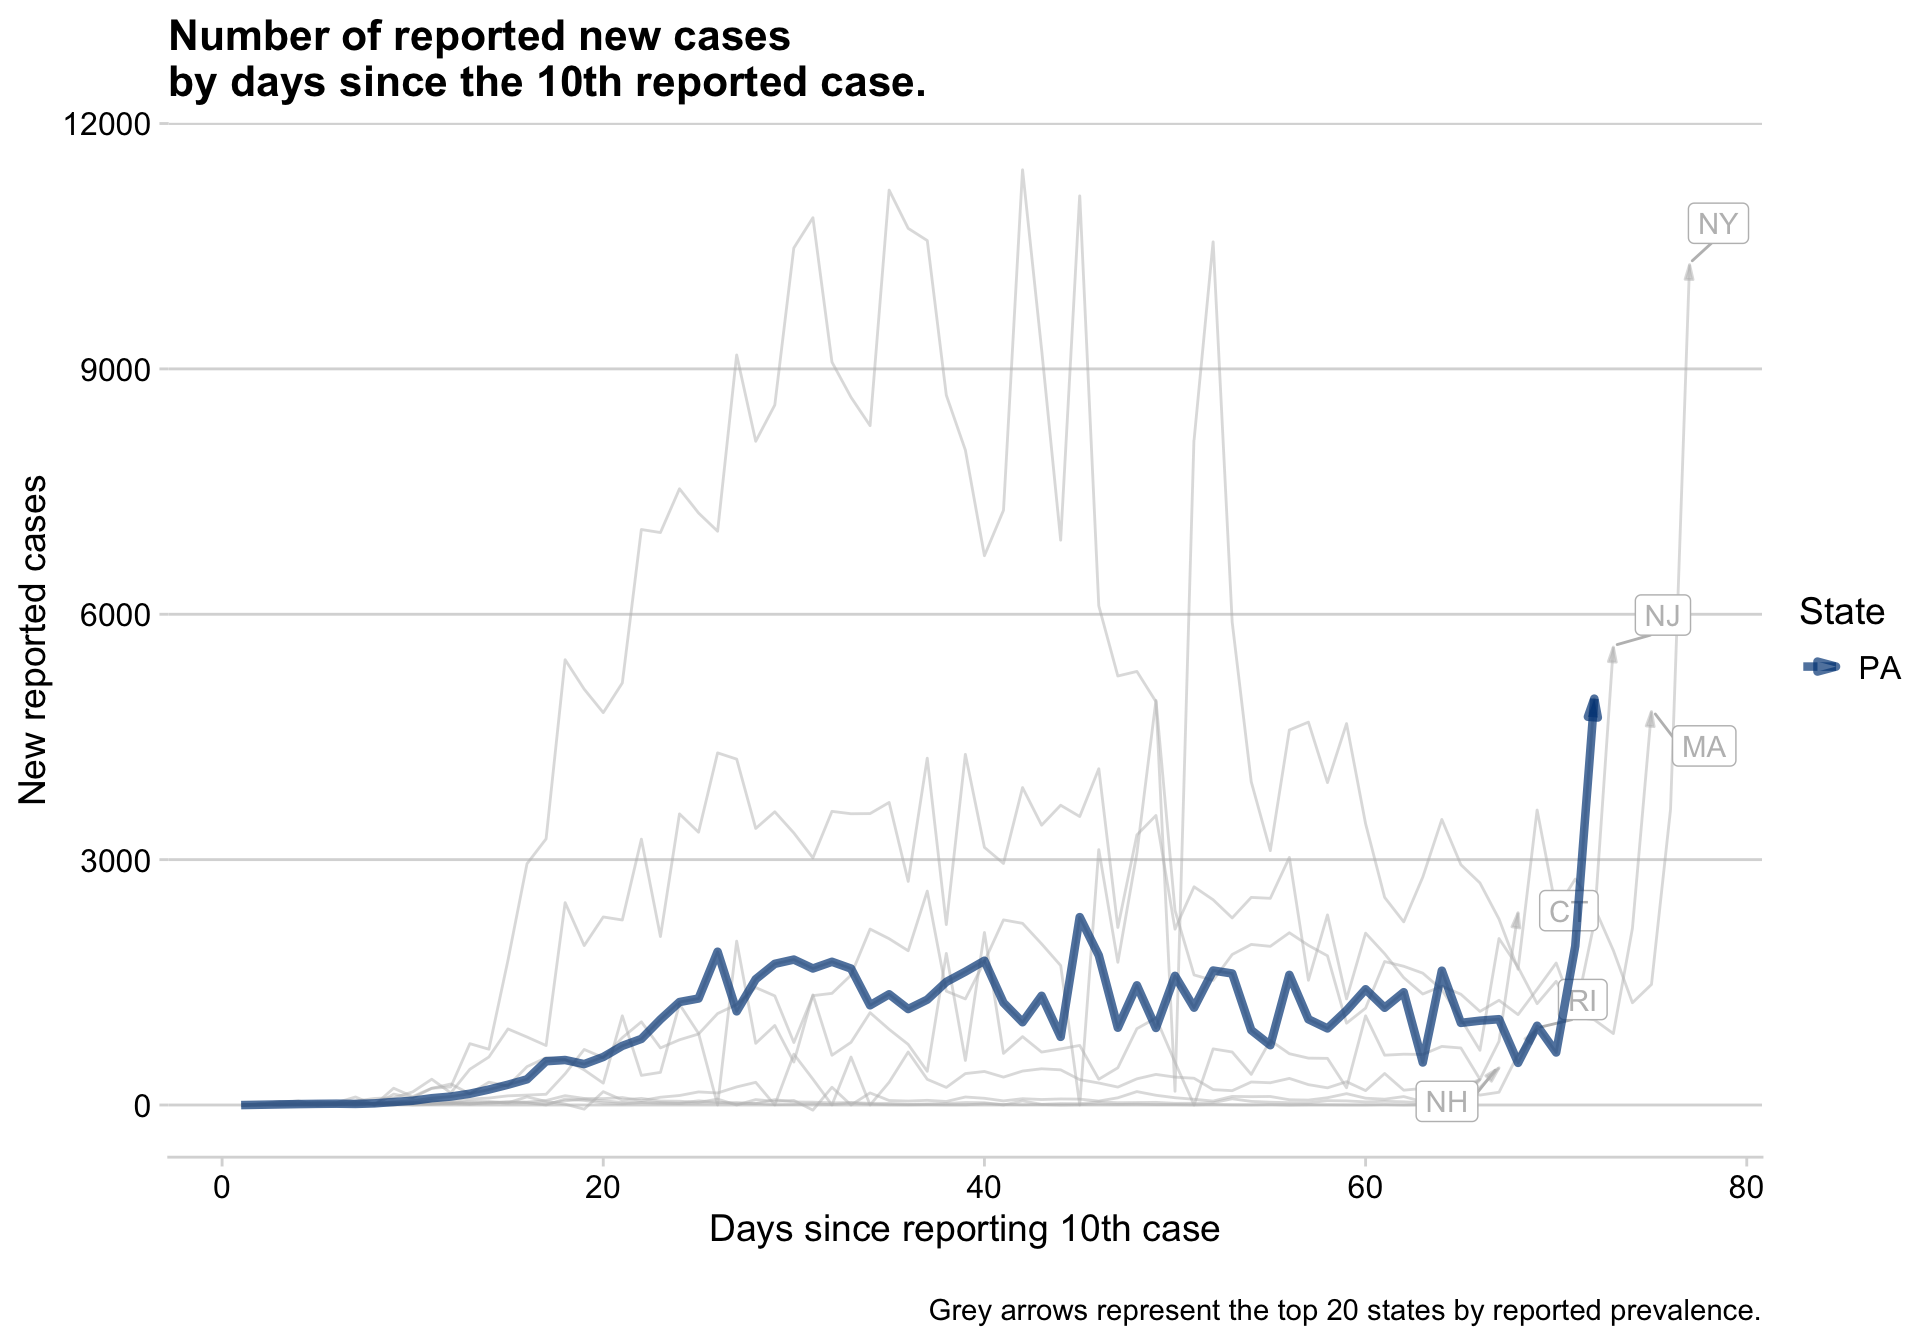 Number of reported new cases
by days since the 10th reported case.
12000
9000
6000
3000
0
New reported cases
NY
NJ
MA
CT
RI
NH
State
PA
0 20 40 60 80
Days since reporting 10th case
Grey arrows represent the top 20 states by reported prevalence.